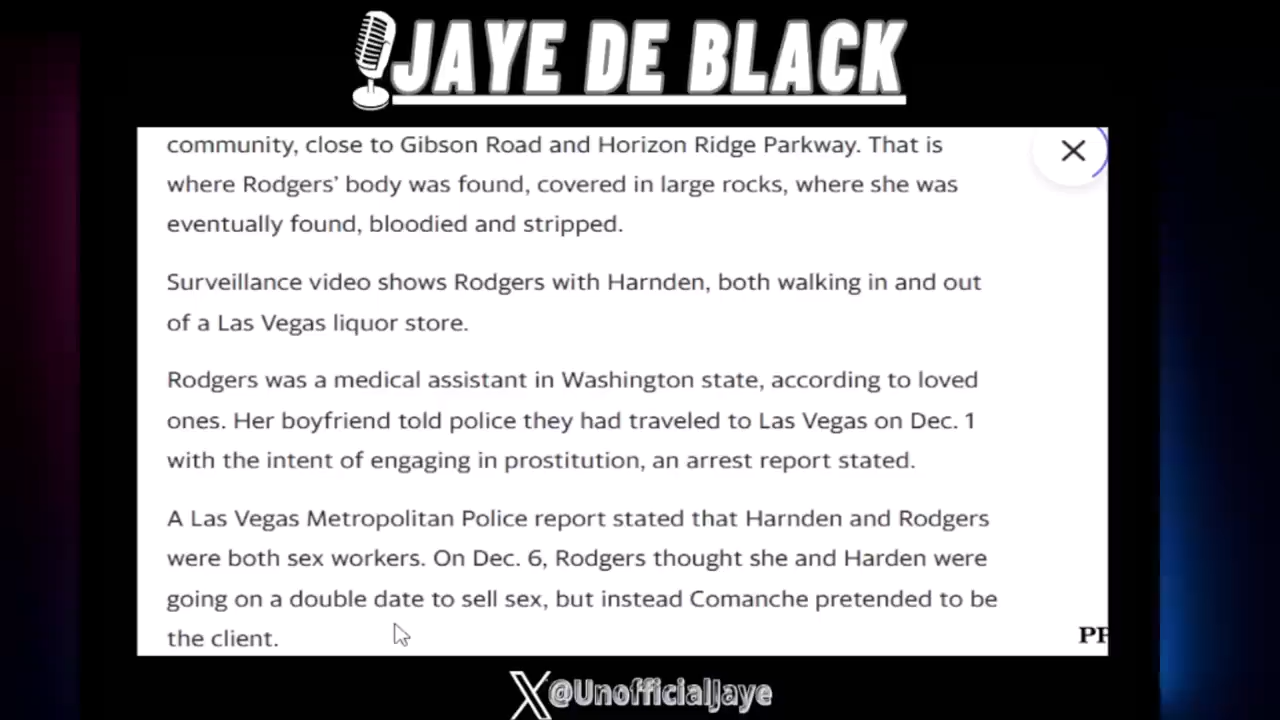 JAYE DE BLACK
community, close to Gibson Road and Horizon Ridge Parkway. That is
where Rodgers’ body was found, covered in large rocks, where she was
eventually found, bloodied and stripped.
Surveillance video shows Rodgers with Harnden, both walking in and out
of a Las Vegas liquor store.
Rodgers was a medical assistant in Washington state, according to loved
ones. Her boyfriend told police they had traveled to Las Vegas on Dec. 1
with the intent of engaging in prostitution, an arrest report stated.
A Las Vegas Metropolitan Police report stated that Harnden and Rodgers
were both sex workers. On Dec. 6, Rodgers thought she and Harden were
going on a double date to sell sex, but instead Comanche pretended to be
the client.
X@UnofficialJaye